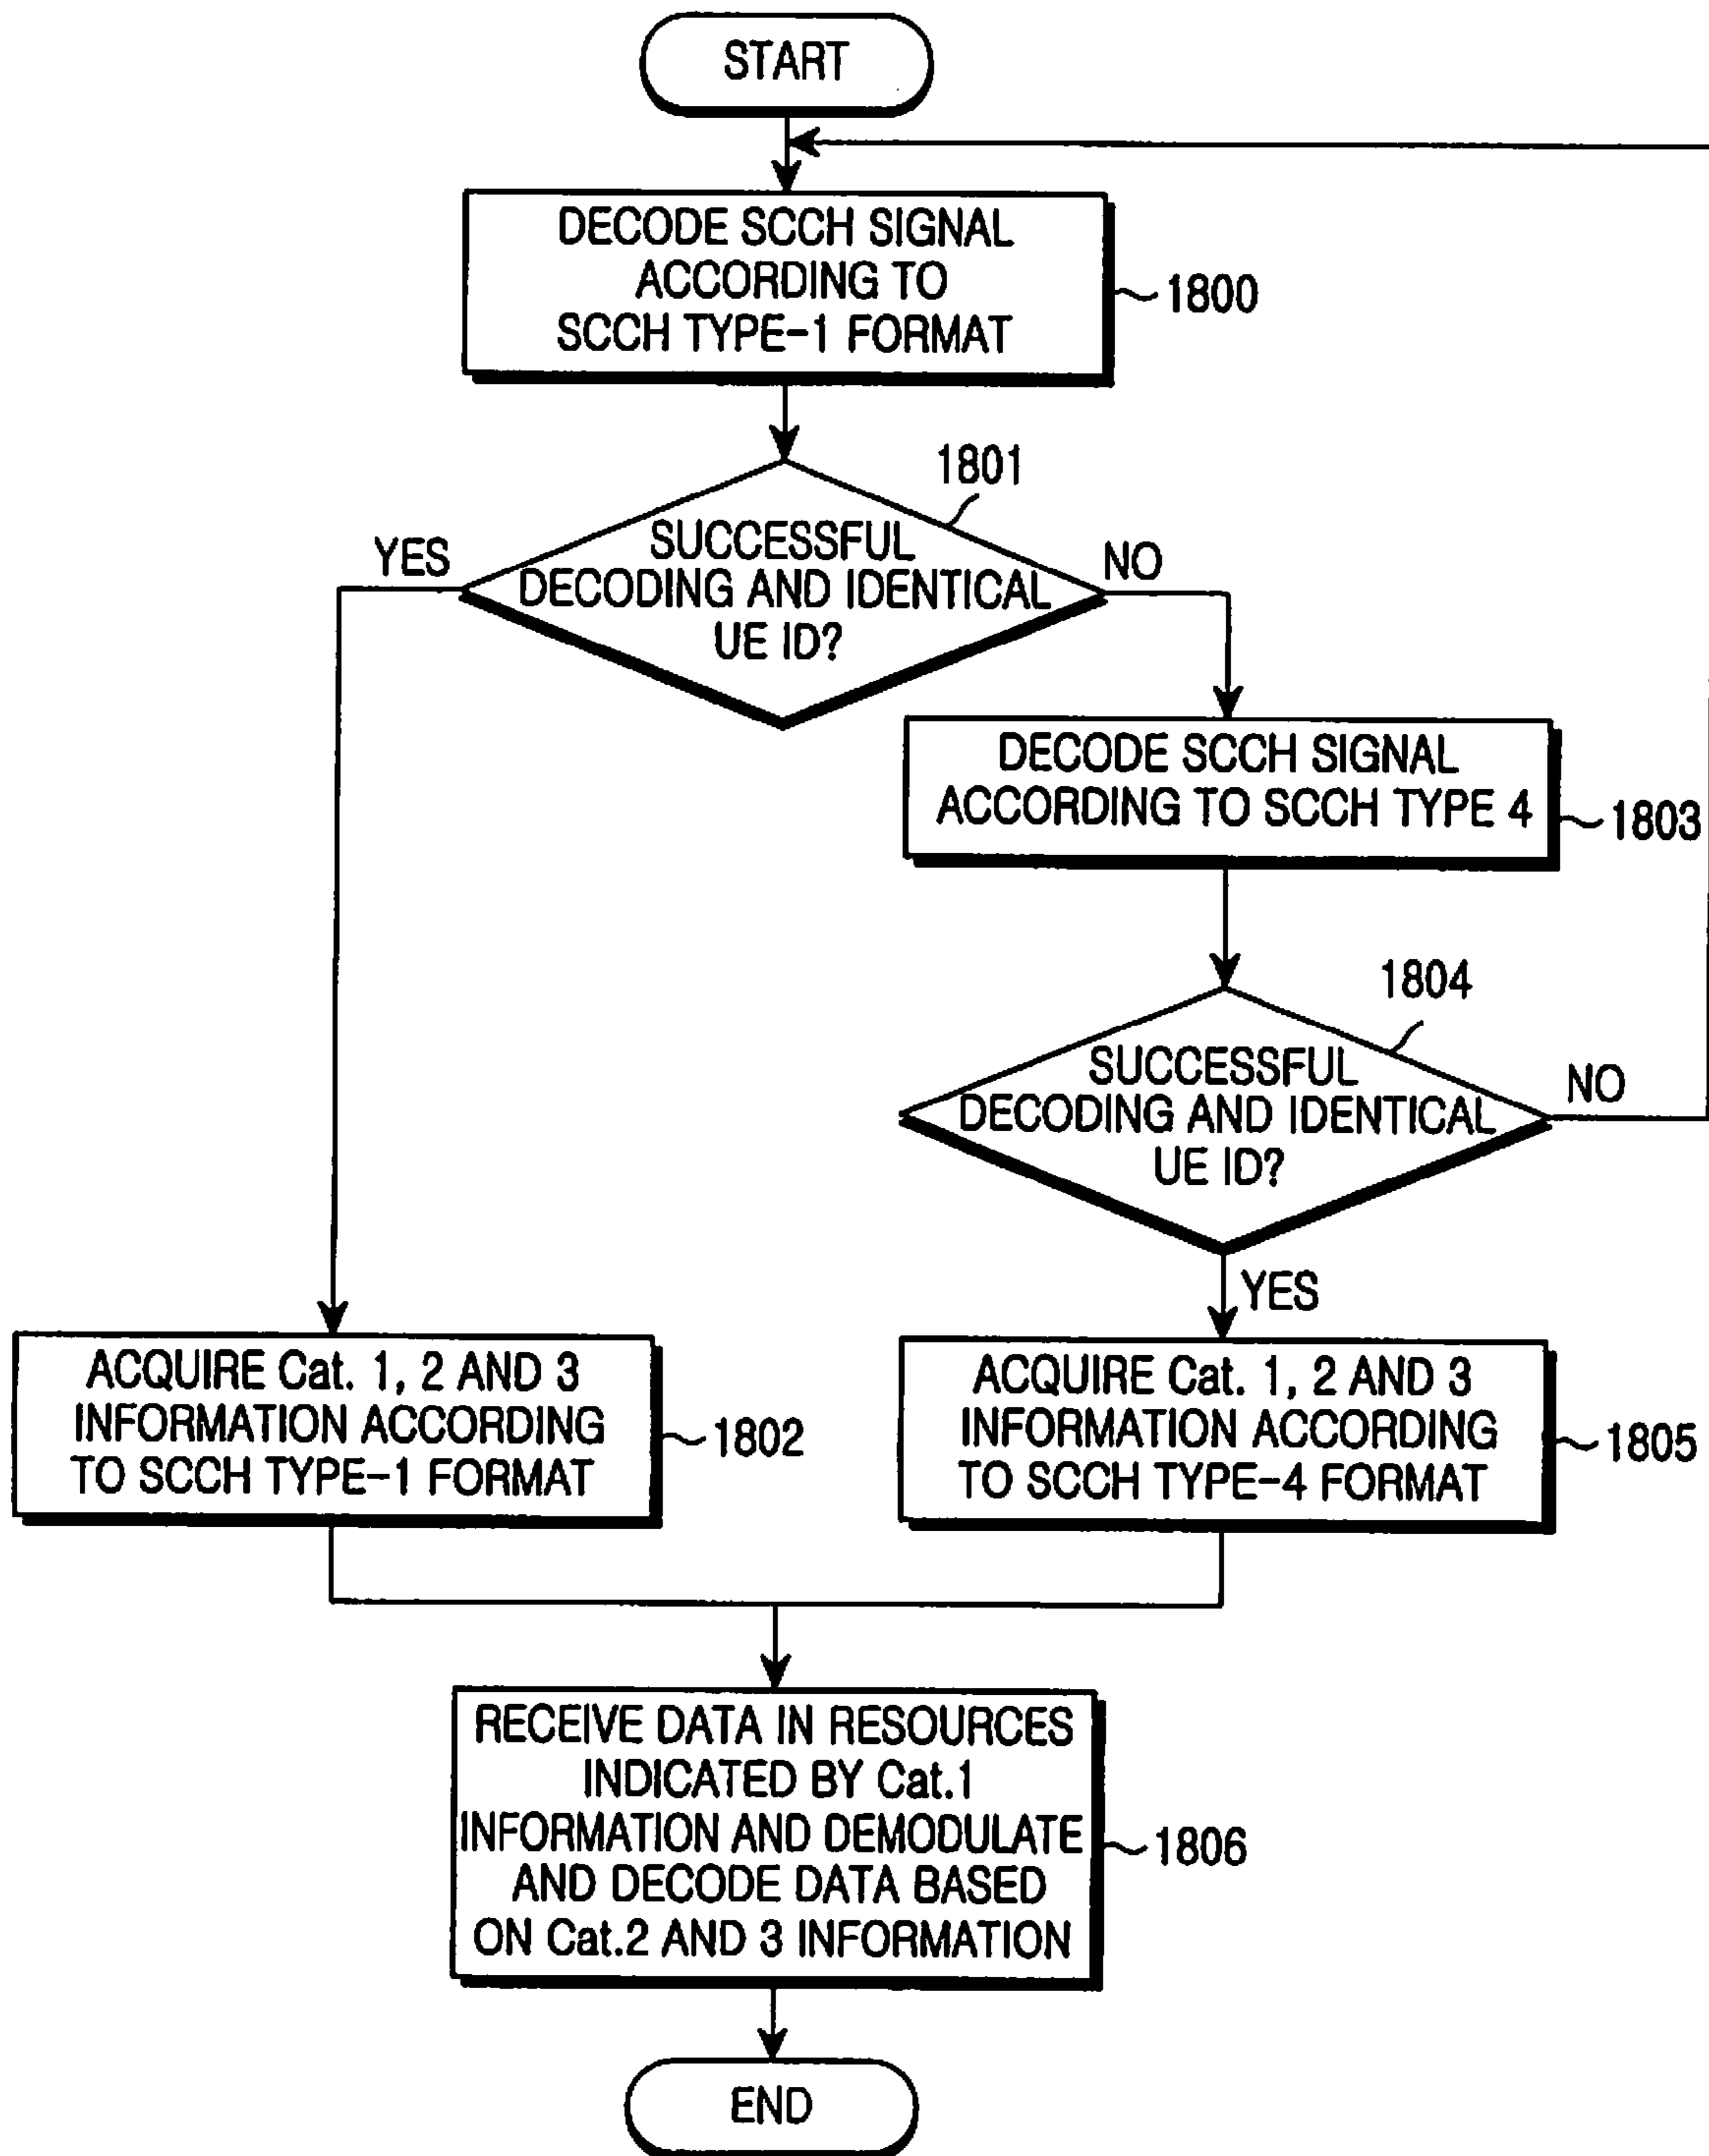 START
DECODE SCCH SIGNAL
ACCORDING TO
SCCH TYPE-1 FORMAT
1800
1801
SUCCESSFUL
DECODING AND IDENTICAL
UE ID?
YES
NO
DECODE SCCH SIGNAL
ACCORDING TO SCCH TYPE 4
1803
1804
SUCCESSFUL
DECODING AND IDENTICAL
UE ID?
NO
YES
ACQUIRE Cat. 1, 2 AND 3
INFORMATION ACCORDING
TO SCCH TYPE-1 FORMAT
1802
ACQUIRE Cat. 1, 2 AND 3
INFORMATION ACCORDING
TO SCCH TYPE-4 FORMAT
1805
RECEIVE DATA IN RESOURCES
INDICATED BY Cat.1
INFORMATION AND DEMODULATE
AND DECODE DATA BASED
ON Cat.2 AND 3 INFORMATION
1806
END